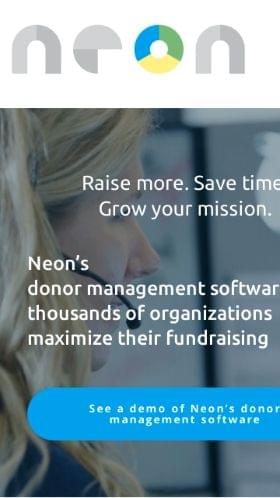 neon
Raise more. Save time
Grow your mission.
Neon's
donor management softwar
thousands of organizations
maximize their fundraising
See a demo of Neon's donor
management software